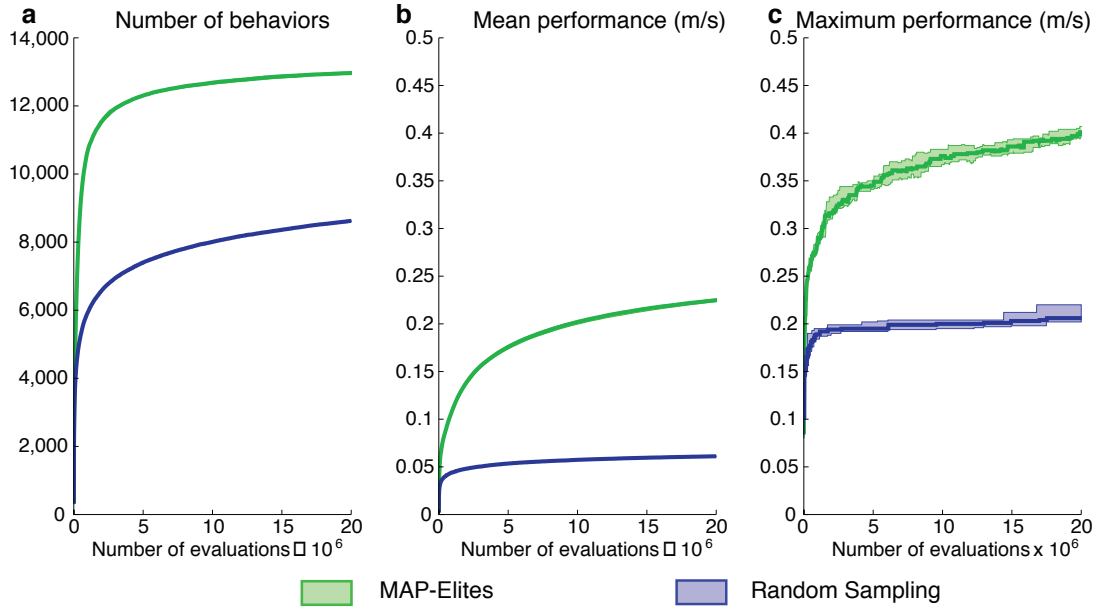 a Number of behaviors
14,000
12,000
10,000
8,000
6,000
4,000
2,000
0
0 5 10 15 20
Number of evaluations □ 10^6
b Mean performance (m/s)
0.5
0.45
0.4
0.35
0.3
0.25
0.2
0.15
0.1
0.05
0
0 5 10 15 20
Number of evaluations □ 10^6
c Maximum performance (m/s)
0.5
0.45
0.4
0.35
0.3
0.25
0.2
0.15
0.1
0.05
0
0 5 10 15 20
Number of evaluations x 10^6
MAP-Elites
Random Sampling